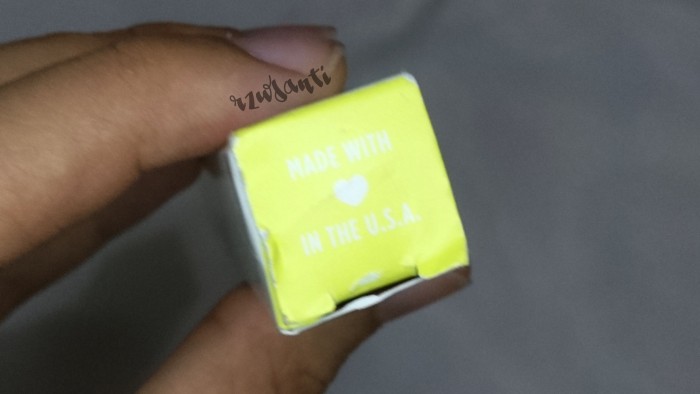 rzwsanti
MADE WITH
♥
IN THE U.S.A.